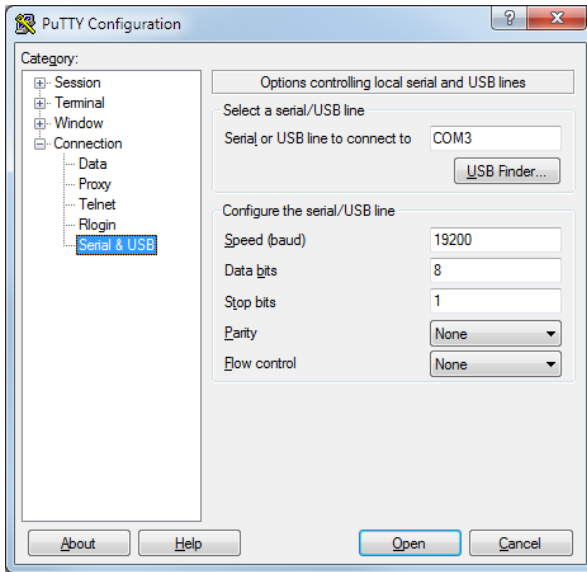 PuTTY Configuration
Category:
Session
Terminal
Window
Connection
Data
Proxy
Telnet
Rlogin
Serial & USB
Options controlling local serial and USB lines
Select a serial/USB line
Serial or USB line to connect to COM3
USB Finder...
Configure the serial/USB line
Speed (baud) 19200
Data bits 8
Stop bits 1
Parity None
Flow control None
About Help Open Cancel